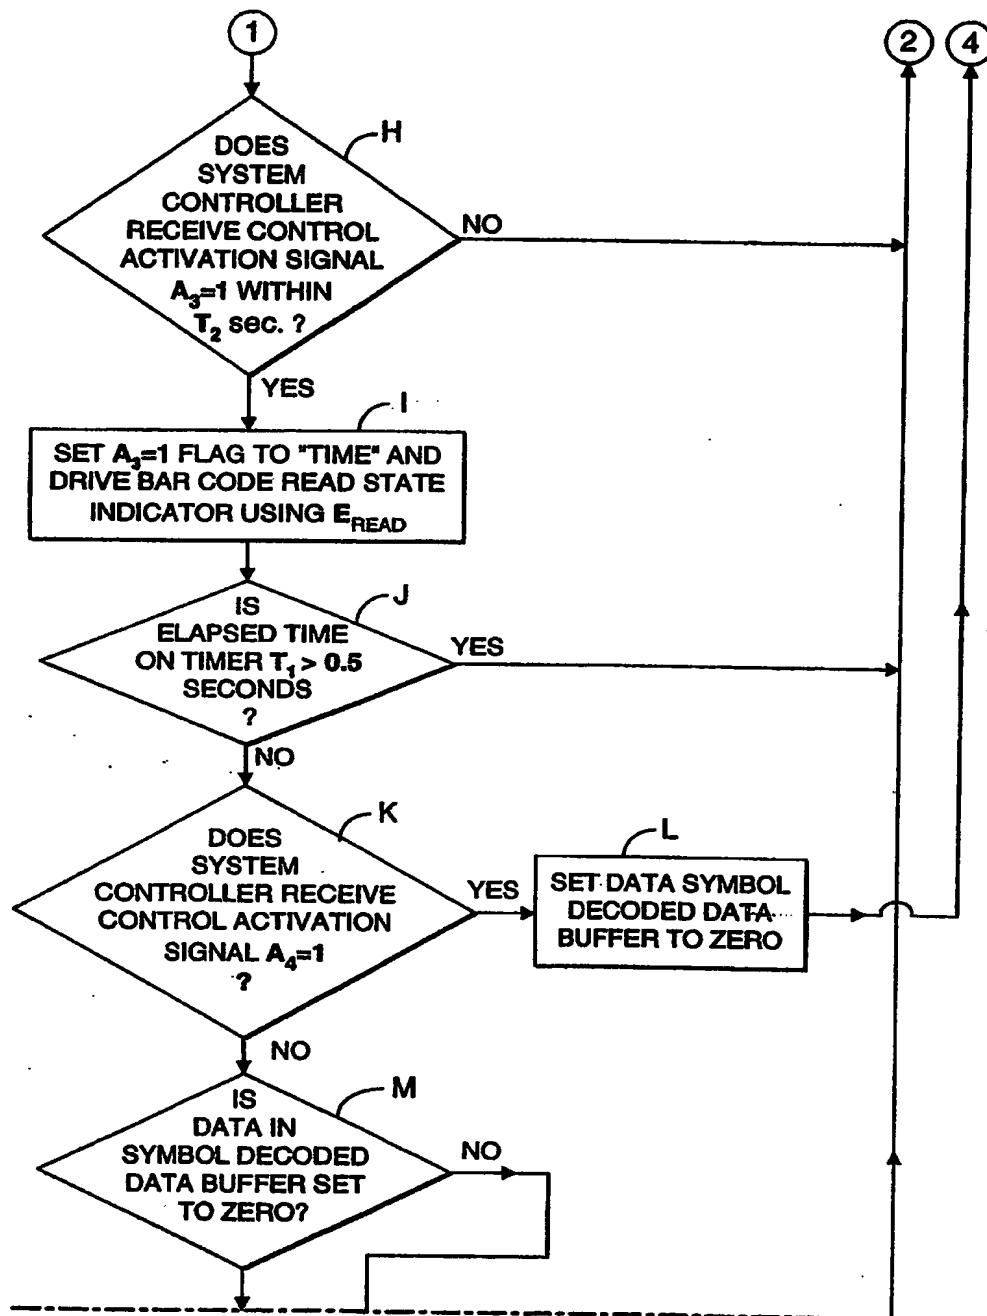 1
2
4
H
DOES
SYSTEM
CONTROLLER
RECEIVE CONTROL
ACTIVATION SIGNAL
A₃=1 WITHIN
T₂ sec. ?
NO
YES
I
SET A₃=1 FLAG TO "TIME" AND
DRIVE BAR CODE READ STATE
INDICATOR USING E_READ
J
IS
ELAPSED TIME
ON TIMER T₁ > 0.5
SECONDS
?
YES
NO
K
DOES
SYSTEM
CONTROLLER RECEIVE
CONTROL ACTIVATION
SIGNAL A₄=1
?
YES
L
SET DATA SYMBOL
DECODED DATA
BUFFER TO ZERO
NO
M
IS
DATA IN
SYMBOL DECODED
DATA BUFFER SET
TO ZERO?
NO